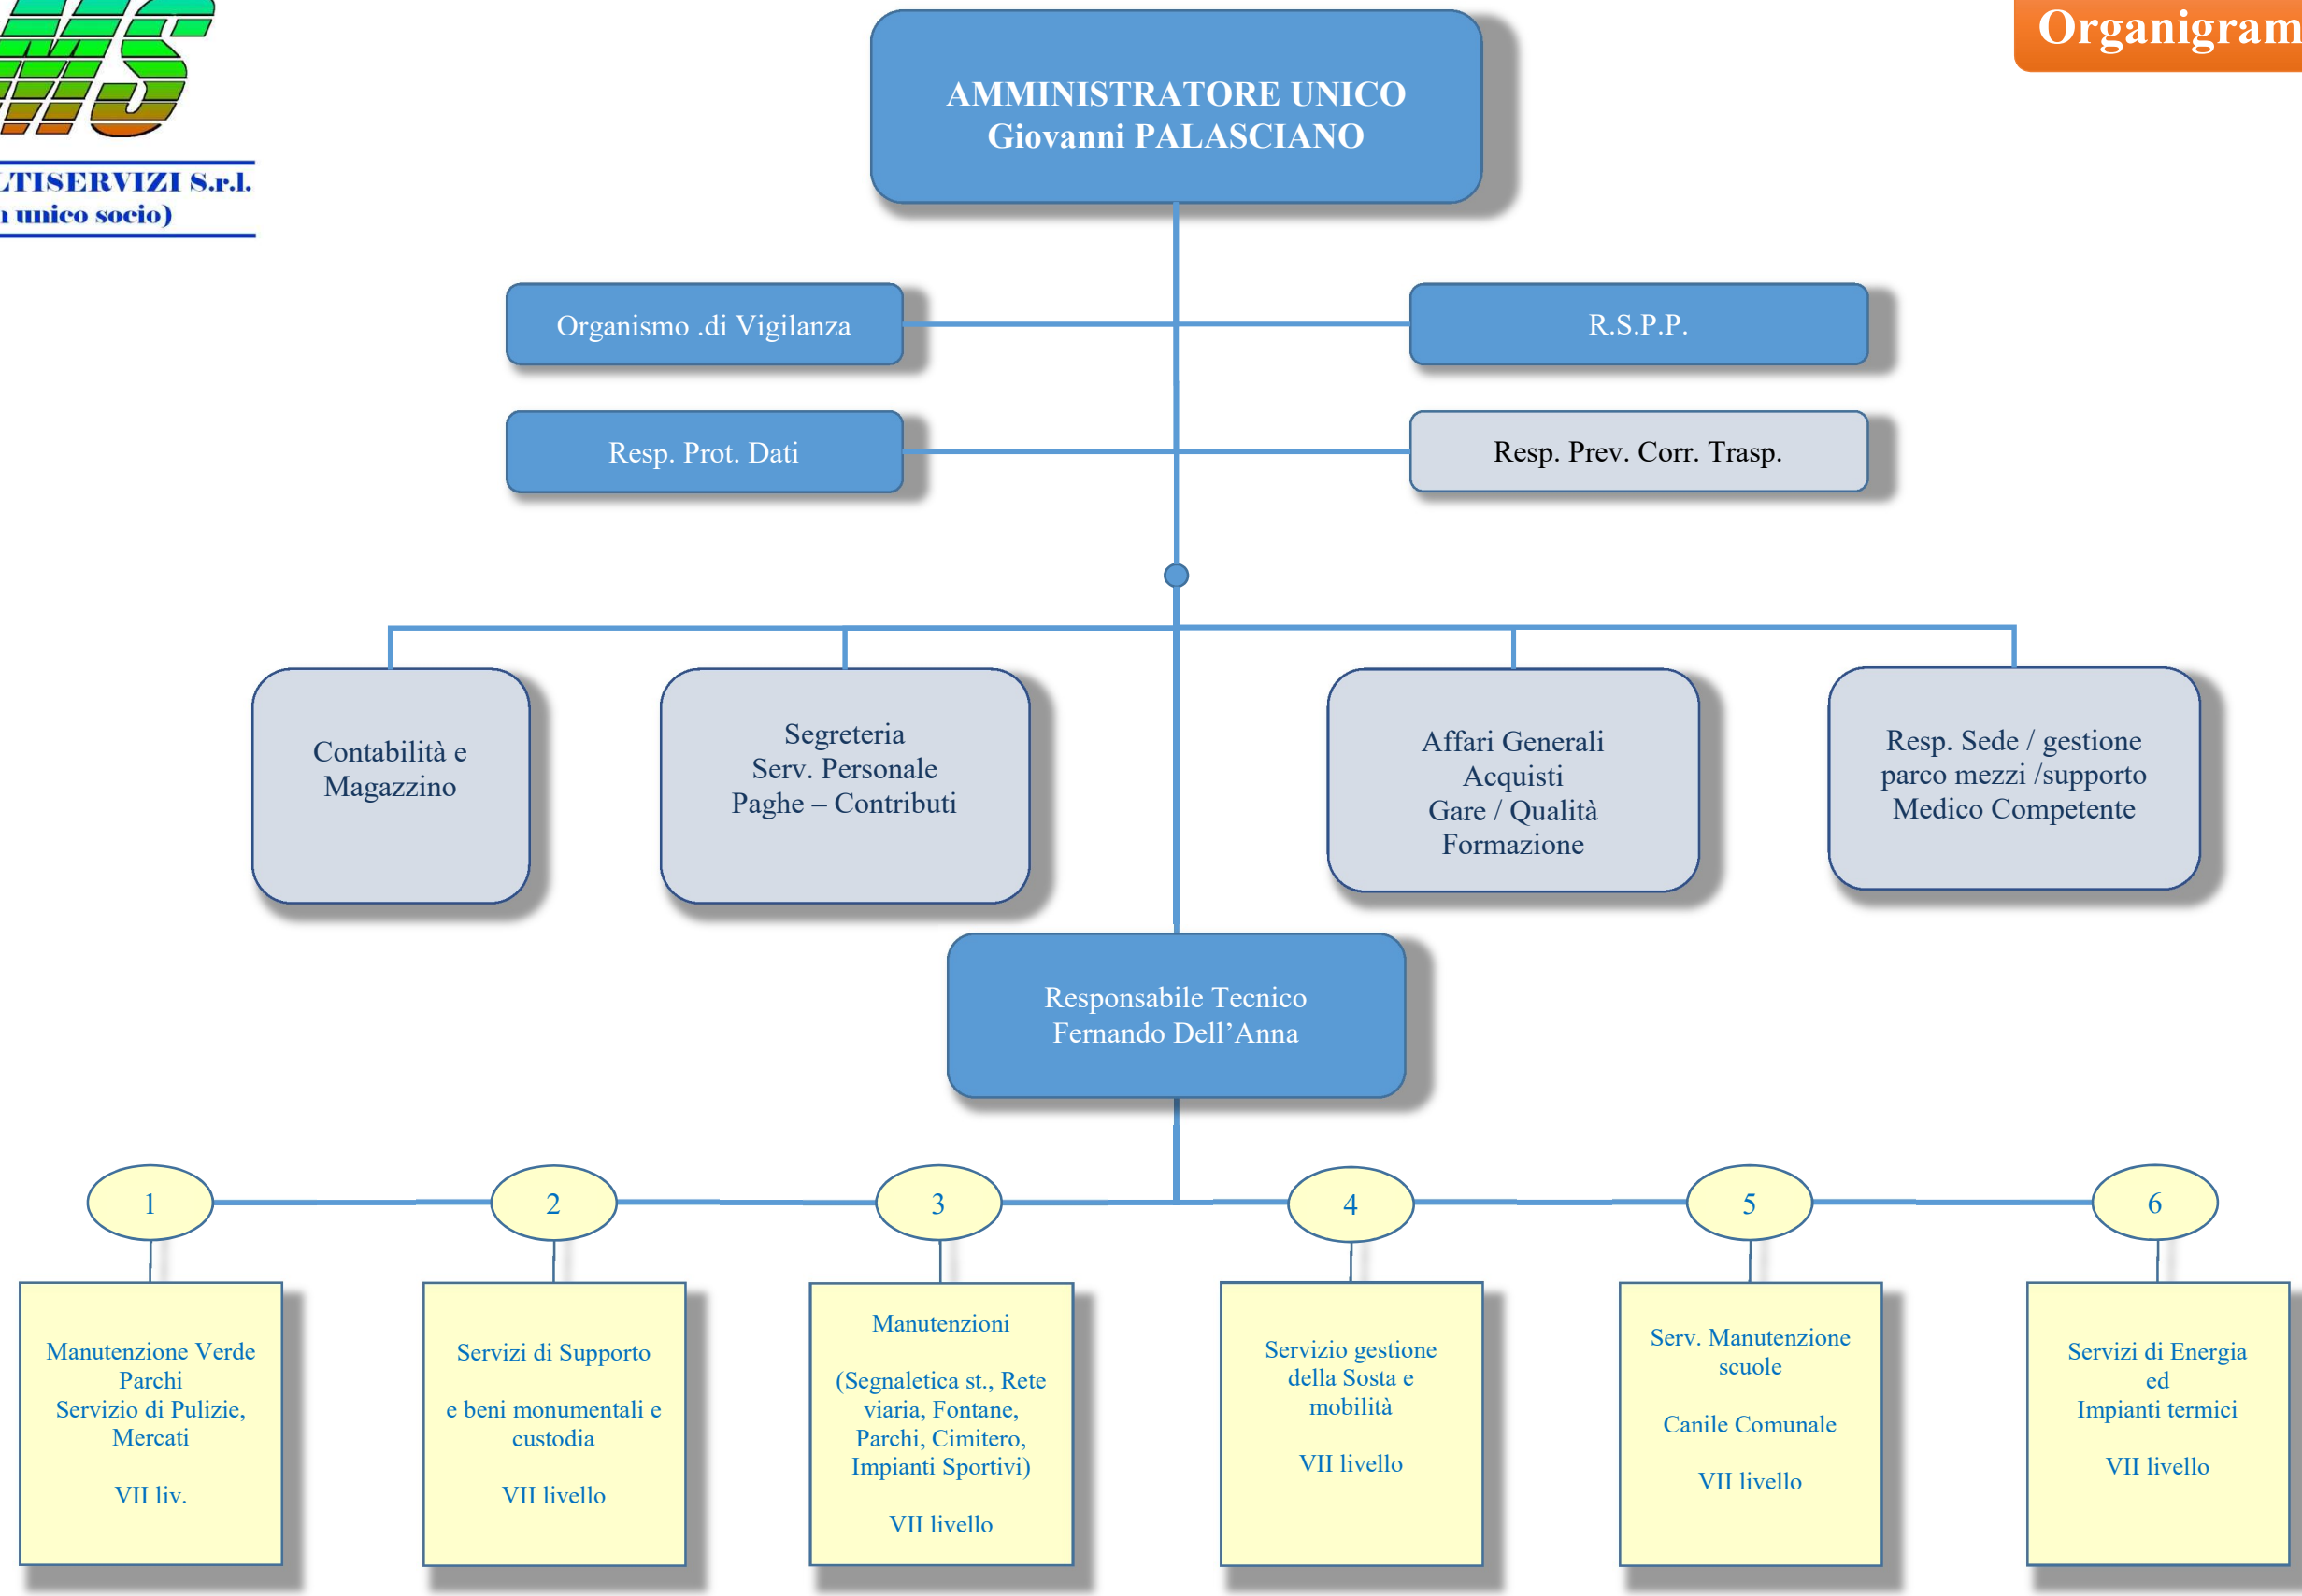 Organigram
MS
LTISERVIZI S.r.l.
unico socio)
AMMINISTRATORE UNICO
Giovanni PALASCIANO
Organismo .di Vigilanza
R.S.P.P.
Resp. Prot. Dati
Resp. Prev. Corr. Trasp.
Contabilità e
Magazzino
Segreteria
Serv. Personale
Paghe – Contributi
Affari Generali
Acquisti
Gare / Qualità
Formazione
Resp. Sede / gestione
parco mezzi /supporto
Medico Competente
Responsabile Tecnico
Fernando Dell’Anna
1
2
3
4
5
6
Manutenzione Verde
Parchi
Servizio di Pulizie,
Mercati
VII liv.
Servizi di Supporto
e beni monumentali e
custodia
VII livello
Manutenzioni
(Segnaletica st., Rete
viaria, Fontane,
Parchi, Cimitero,
Impianti Sportivi)
VII livello
Servizio gestione
della Sosta e
mobilità
VII livello
Serv. Manutenzione
scuole
Canile Comunale
VII livello
Servizi di Energia
ed
Impianti termici
VII livello